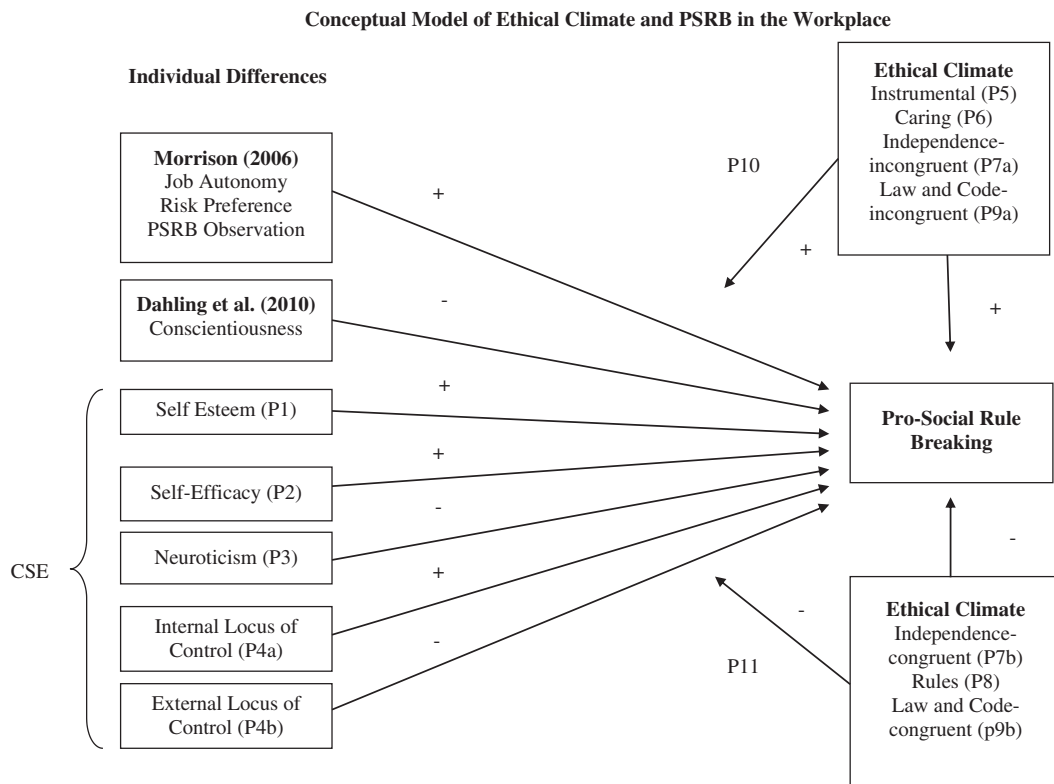 Conceptual Model of Ethical Climate and PSRB in the Workplace
Individual Differences
Morrison (2006)
Job Autonomy
Risk Preference
PSRB Observation
+
Dahling et al. (2010)
Conscientiousness
-
CSE
Self Esteem (P1)
+
Self-Efficacy (P2)
+
Neuroticism (P3)
-
Internal Locus of
Control (P4a)
+
External Locus of
Control (P4b)
-
Ethical Climate
Instrumental (P5)
Caring (P6)
Independence-
incongruent (P7a)
Law and Code-
incongruent (P9a)
P10
+
+
Pro-Social Rule
Breaking
-
Ethical Climate
Independence-
congruent (P7b)
Rules (P8)
Law and Code-
congruent (p9b)
-
P11